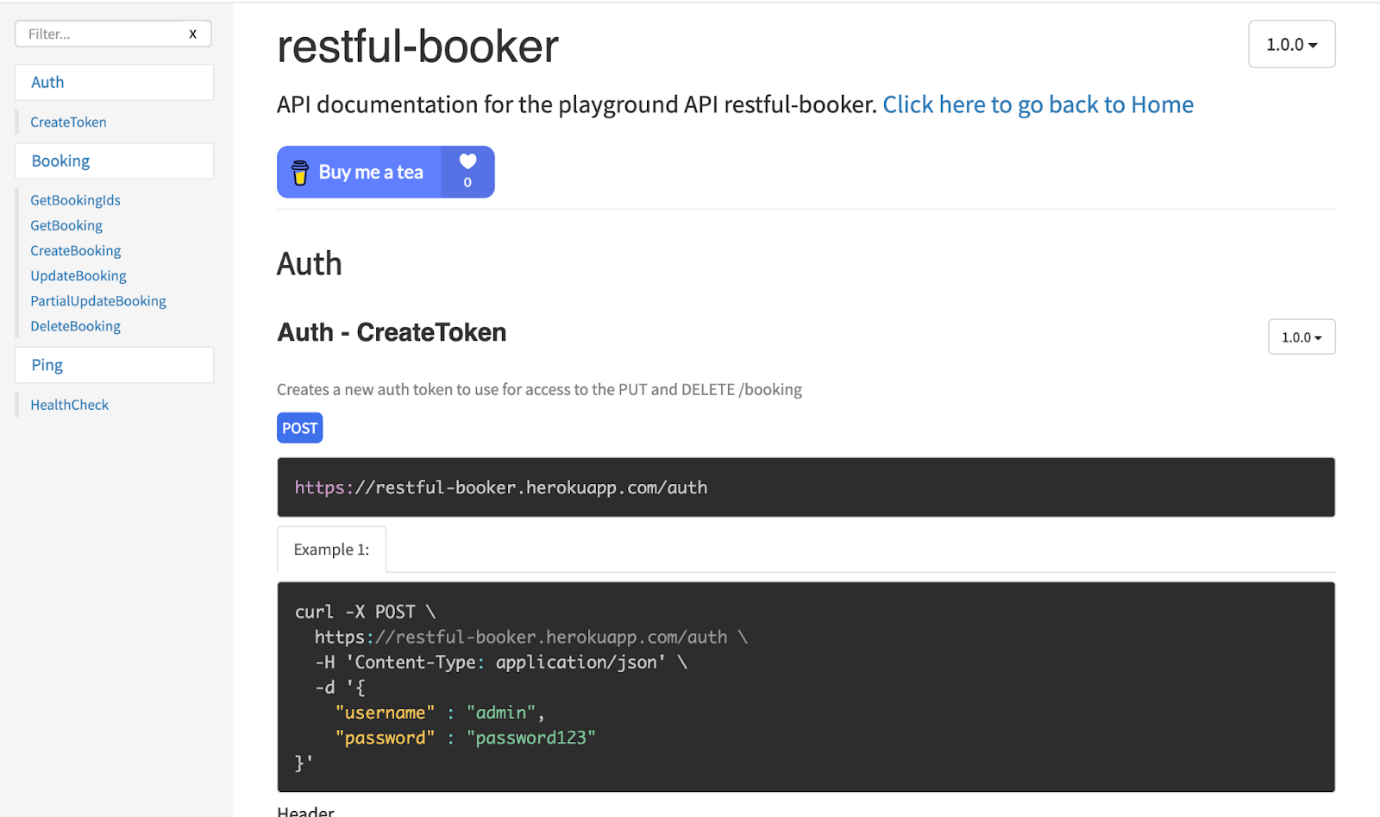 Filter... x
Auth
CreateToken
Booking
GetBookingIds
GetBooking
CreateBooking
UpdateBooking
PartialUpdateBooking
DeleteBooking
Ping
HealthCheck
restful-booker
1.0.0
API documentation for the playground API restful-booker. Click here to go back to Home
Buy me a tea
0
Auth
Auth - CreateToken
1.0.0
Creates a new auth token to use for access to the PUT and DELETE /booking
POST
https://restful-booker.herokuapp.com/auth
Example 1:
curl -X POST \
  https://restful-booker.herokuapp.com/auth \
  -H 'Content-Type: application/json' \
  -d '{
    "username" : "admin",
    "password" : "password123"
}'
Header